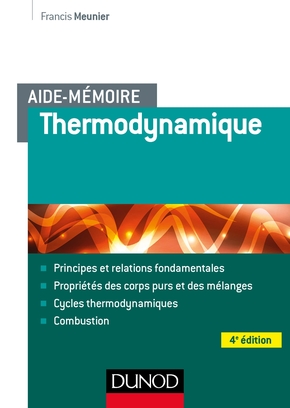 Francis Meunier
AIDE-MÉMOIRE
Thermodynamique
Principes et relations fondamentales
Propriétés des corps purs et des mélanges
Cycles thermodynamiques
Combustion
4e édition
DUNOD